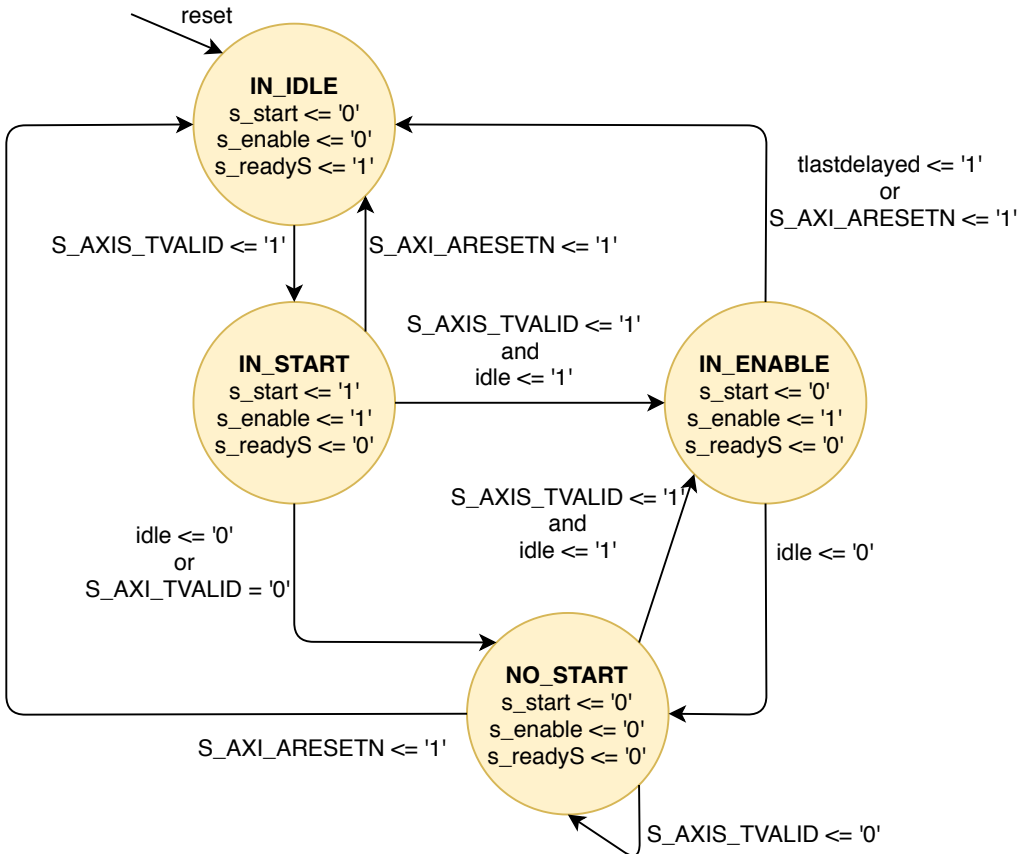 reset
IN_IDLE
s_start <= '0'
s_enable <= '0'
s_readyS <= '1'
tlastdelayed <= '1'
or
S_AXI_ARESETN <= '1'
S_AXIS_TVALID <= '1'
S_AXI_ARESETN <= '1'
S_AXIS_TVALID <= '1'
and
idle <= '1'
IN_START
s_start <= '1'
s_enable <= '1'
s_readyS <= '0'
IN_ENABLE
s_start <= '0'
s_enable <= '1'
s_readyS <= '0'
S_AXIS_TVALID <= '1'
and
idle <= '1'
idle <= '0'
or
S_AXI_TVALID = '0'
idle <= '0'
NO_START
s_start <= '0'
s_enable <= '0'
s_readyS <= '0'
S_AXI_ARESETN <= '1'
S_AXIS_TVALID <= '0'